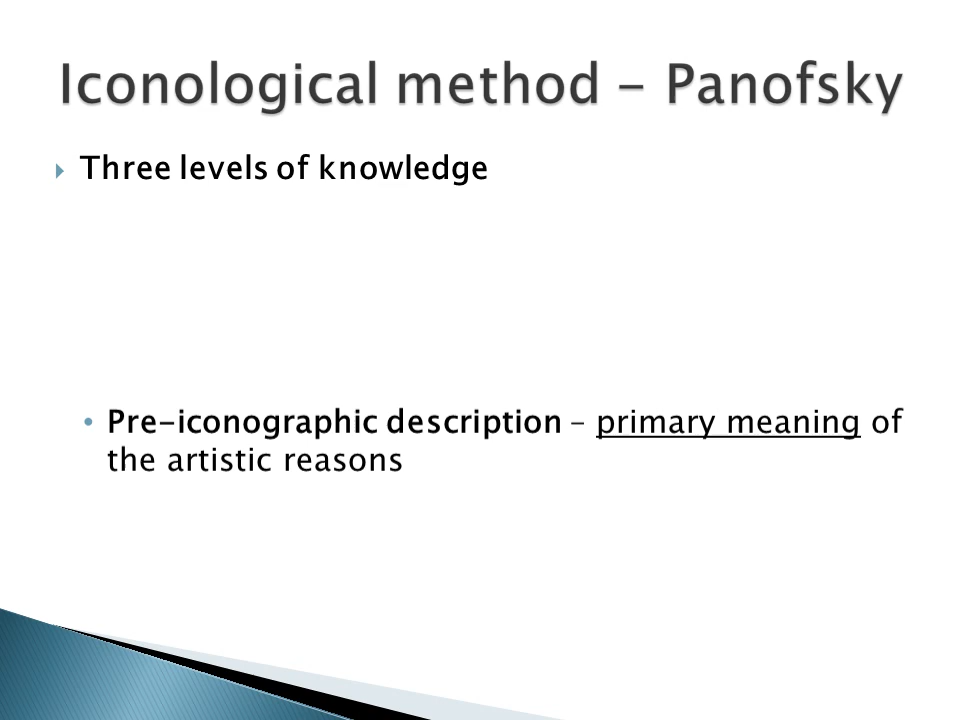 Iconological method - Panofsky
Three levels of knowledge
• Pre-iconographic description – primary meaning of
the artistic reasons